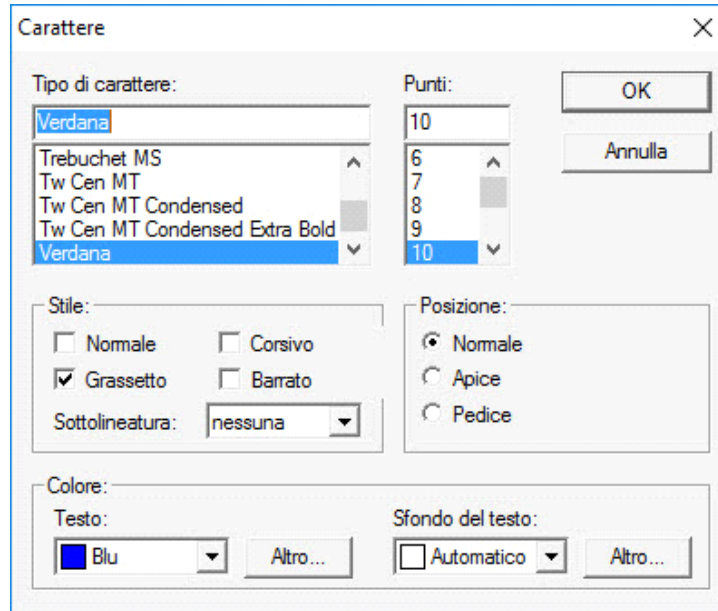 Carattere
Tipo di carattere:
Verdana
Trebuchet MS
Tw Cen MT
Tw Cen MT Condensed
Tw Cen MT Condensed Extra Bold
Verdana
Punti:
10
6
7
8
9
10
OK
Annulla
Stile:
Normale Corsivo
Grassetto Barrato
Sottolineatura: nessuna
Posizione:
Normale
Apice
Pedice
Colore:
Testo: Sfondo del testo:
Blu Altro... Automatico Altro...